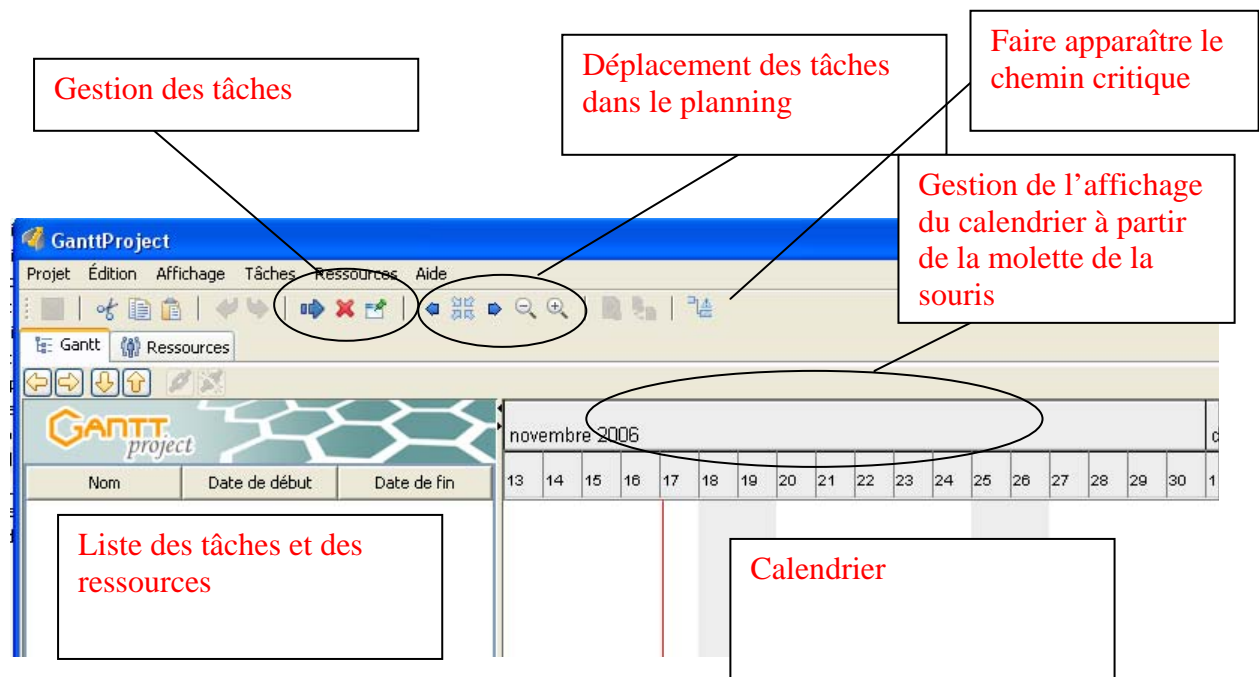 Gestion des tâches
Déplacement des tâches
dans le planning
Faire apparaître le
chemin critique
Gestion de l’affichage
du calendrier à partir
de la molette de la
souris
GanttProject
Projet Édition Affichage Tâches Ressources Aide
Gantt Ressources
GANTT
project
novembre 2006
Nom Date de début Date de fin
13 14 15 16 17 18 19 20 21 22 23 24 25 26 27 28 29 30 1
Liste des tâches et des
ressources
Calendrier